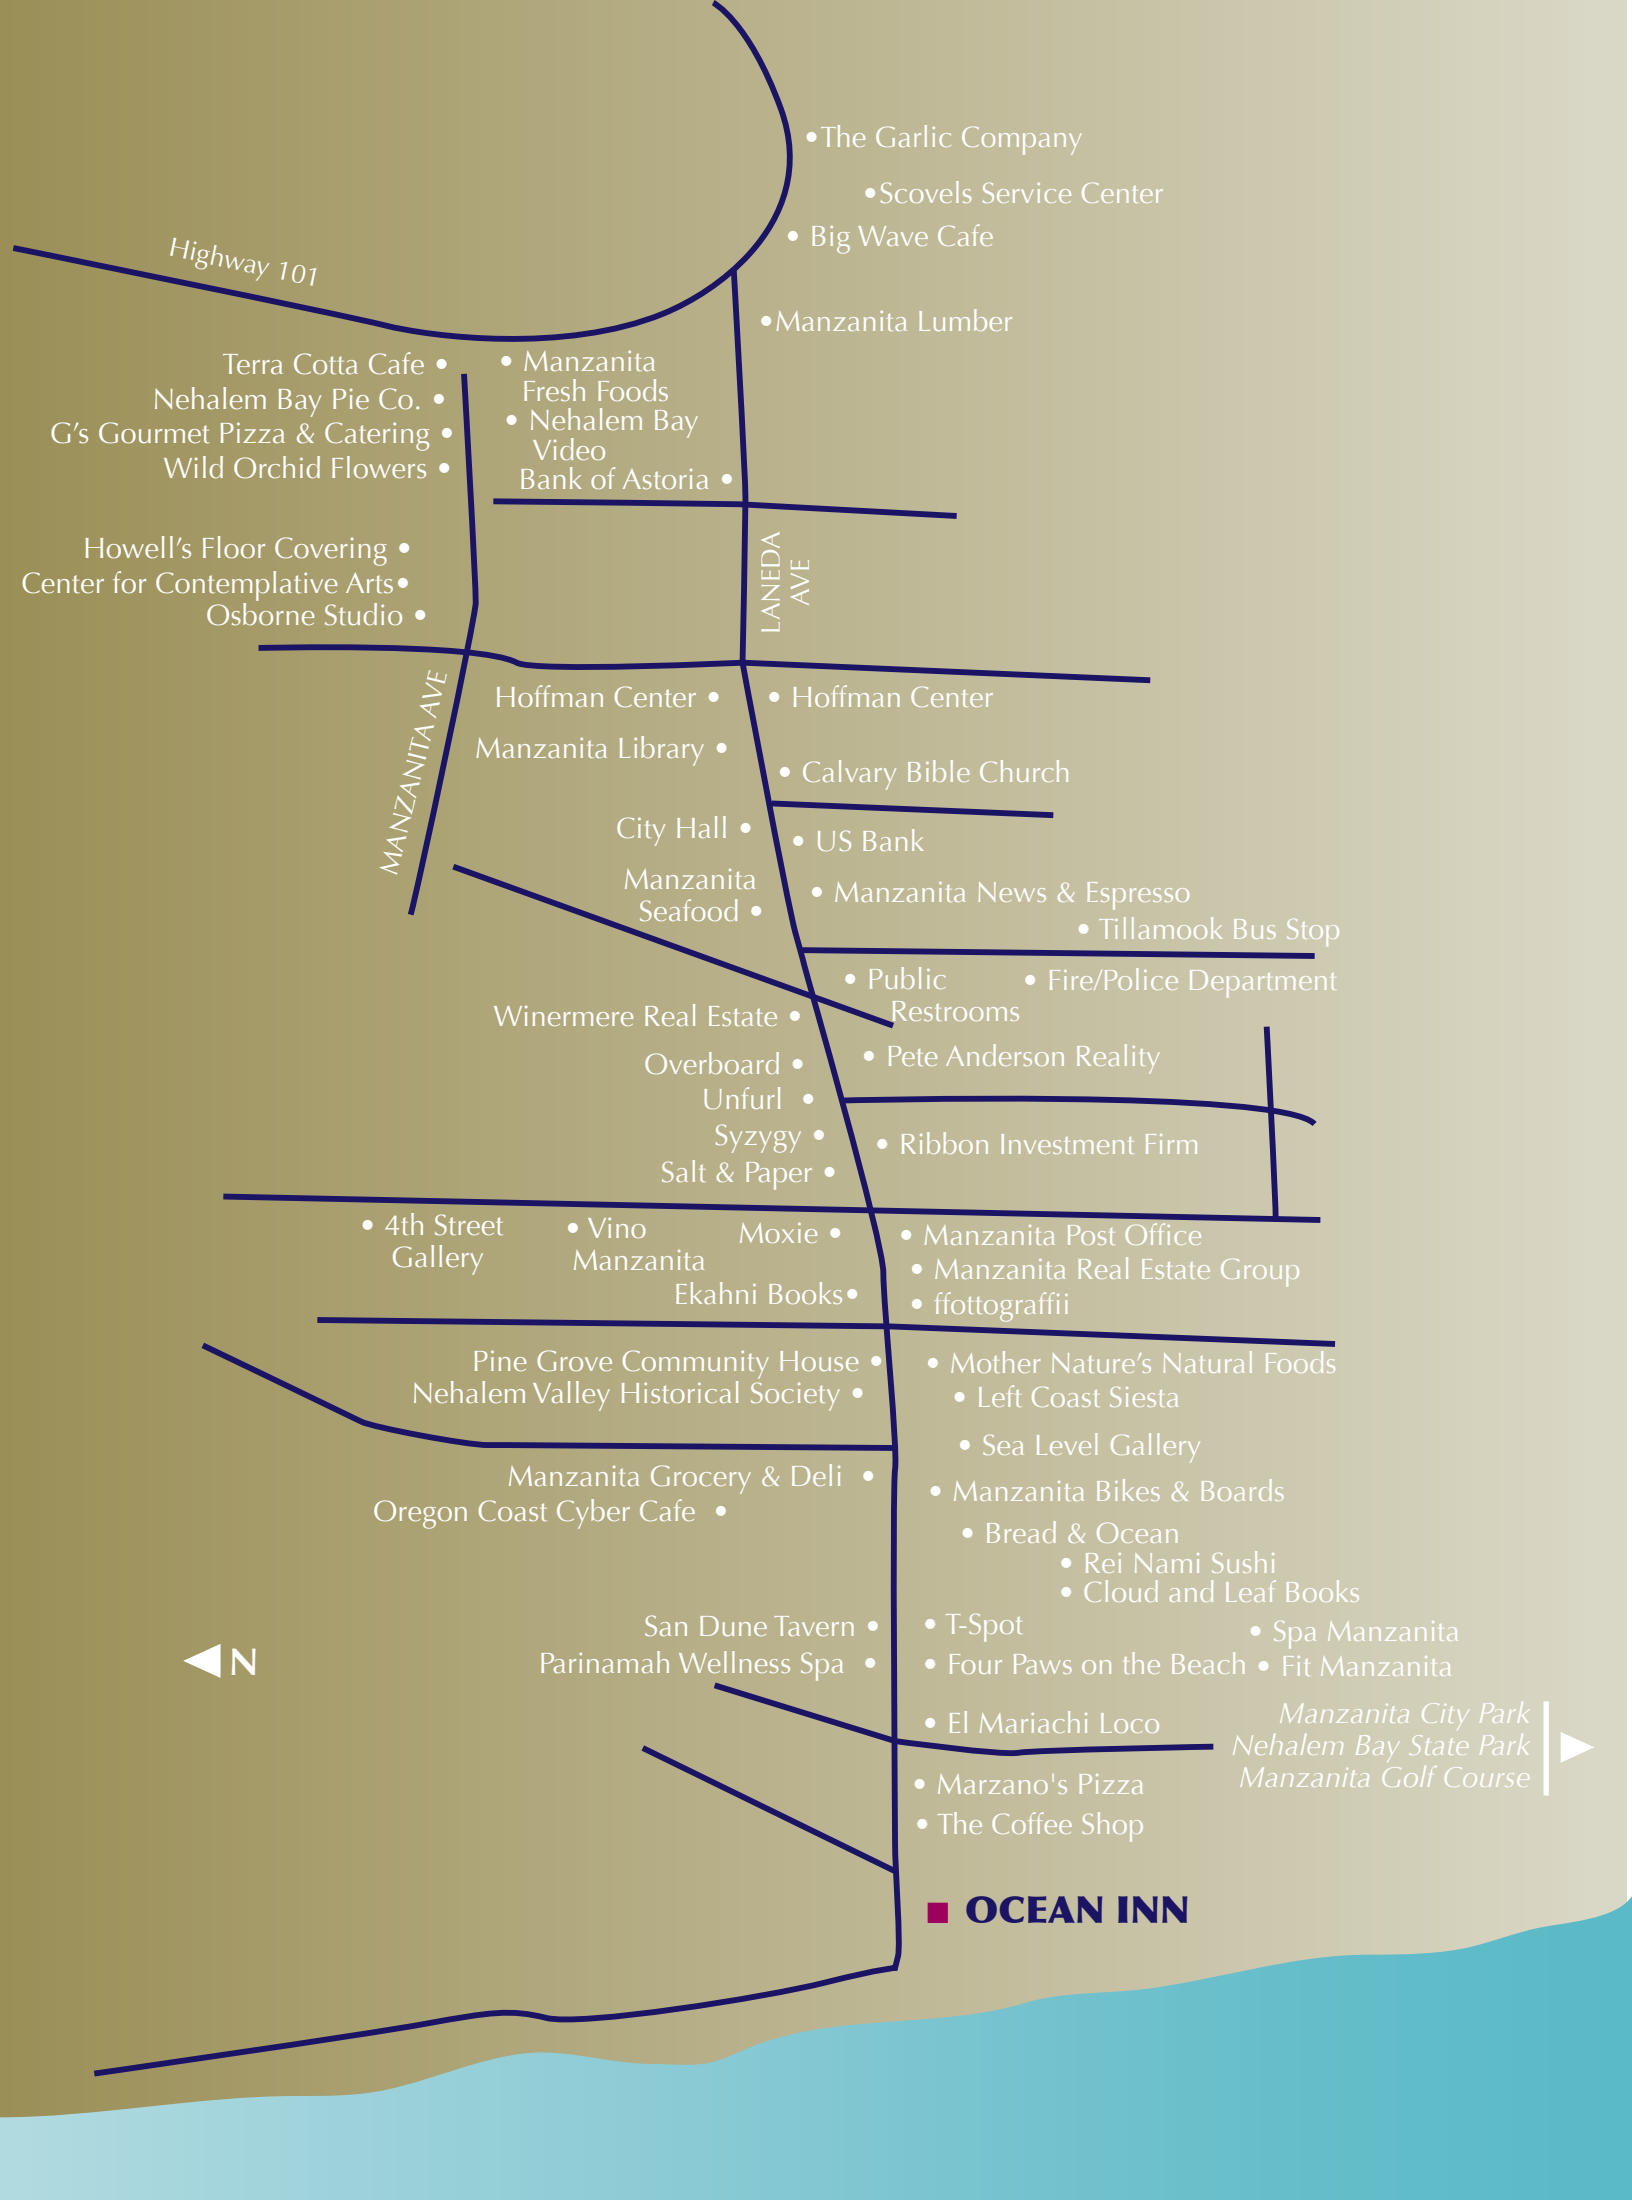 •The Garlic Company
•Scovels Service Center
• Big Wave Cafe
Highway 101
•Manzanita Lumber
Terra Cotta Cafe •
Nehalem Bay Pie Co. •
G’s Gourmet Pizza & Catering •
Wild Orchid Flowers •
• Manzanita
Fresh Foods
• Nehalem Bay
Video
Bank of Astoria •
LANEDA
AVE
Howell’s Floor Covering •
Center for Contemplative Arts•
Osborne Studio •
MANZANITA AVE
Hoffman Center •
• Hoffman Center
Manzanita Library •
• Calvary Bible Church
City Hall •
• US Bank
Manzanita
Seafood •
• Manzanita News & Espresso
• Tillamook Bus Stop
• Public
Restrooms
• Fire/Police Department
Winermere Real Estate •
• Pete Anderson Reality
Overboard •
Unfurl •
Syzygy •
• Ribbon Investment Firm
Salt & Paper •
• 4th Street
Gallery
• Vino
Manzanita
Moxie •
• Manzanita Post Office
• Manzanita Real Estate Group
Ekahni Books•
• ffottograffii
Pine Grove Community House •
• Mother Nature’s Natural Foods
Nehalem Valley Historical Society •
• Left Coast Siesta
• Sea Level Gallery
Manzanita Grocery & Deli •
• Manzanita Bikes & Boards
Oregon Coast Cyber Cafe •
• Bread & Ocean
• Rei Nami Sushi
• Cloud and Leaf Books
San Dune Tavern •
• T-Spot
• Spa Manzanita
N
Parinamah Wellness Spa •
• Four Paws on the Beach
• Fit Manzanita
• El Mariachi Loco
Manzanita City Park
Nehalem Bay State Park
Manzanita Golf Course
• Marzano's Pizza
• The Coffee Shop
OCEAN INN